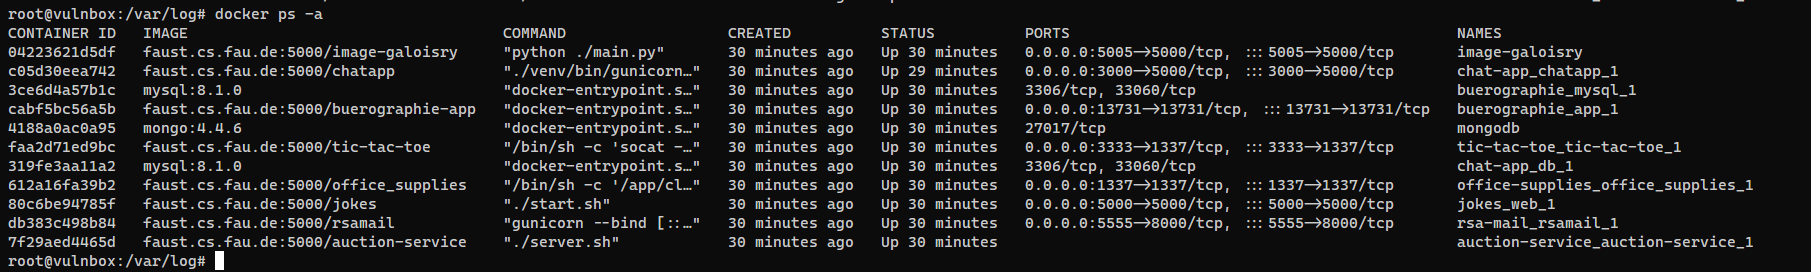 root@vulnbox:/var/log# docker ps -a
CONTAINER ID   IMAGE                                    COMMAND                  CREATED          STATUS          PORTS                                           NAMES
04223621d5df   faust.cs.fau.de:5000/image-galoisry      "python ./main.py"       30 minutes ago   Up 30 minutes   0.0.0.0:5005->5000/tcp, :::5005->5000/tcp       image-galoisry
c05d30eea742   faust.cs.fau.de:5000/chatapp             "./venv/bin/gunicorn…"   30 minutes ago   Up 29 minutes   0.0.0.0:3000->5000/tcp, :::3000->5000/tcp       chat-app_chatapp_1
3ce6d4a57b1c   mysql:8.1.0                              "docker-entrypoint.s…"   30 minutes ago   Up 30 minutes   3306/tcp, 33060/tcp                             buerographie_mysql_1
cabf5bc56a5b   faust.cs.fau.de:5000/buerographie-app    "docker-entrypoint.s…"   30 minutes ago   Up 30 minutes   0.0.0.0:13731->13731/tcp, :::13731->13731/tcp   buerographie_app_1
4188a0ac0a95   mongo:4.4.6                              "docker-entrypoint.s…"   30 minutes ago   Up 30 minutes   27017/tcp                                       mongodb
faa2d71ed9bc   faust.cs.fau.de:5000/tic-tac-toe         "/bin/sh -c 'socat -…"   30 minutes ago   Up 30 minutes   0.0.0.0:3333->1337/tcp, :::3333->1337/tcp       tic-tac-toe_tic-tac-toe_1
319fe3aa11a2   mysql:8.1.0                              "docker-entrypoint.s…"   30 minutes ago   Up 30 minutes   3306/tcp, 33060/tcp                             chat-app_db_1
612a16fa39b2   faust.cs.fau.de:5000/office_supplies     "/bin/sh -c '/app/cl…"   30 minutes ago   Up 30 minutes   0.0.0.0:1337->1337/tcp, :::1337->1337/tcp       office-supplies_office_supplies_1
80c6be94785f   faust.cs.fau.de:5000/jokes               "./start.sh"             30 minutes ago   Up 30 minutes   0.0.0.0:5000->5000/tcp, :::5000->5000/tcp       jokes_web_1
db383c498b84   faust.cs.fau.de:5000/rsamail             "gunicorn --bind [::…"   30 minutes ago   Up 30 minutes   0.0.0.0:5555->8000/tcp, :::5555->8000/tcp       rsa-mail_rsamail_1
7f29aed4465d   faust.cs.fau.de:5000/auction-service     "./server.sh"            30 minutes ago   Up 30 minutes                                                   auction-service_auction-service_1
root@vulnbox:/var/log#